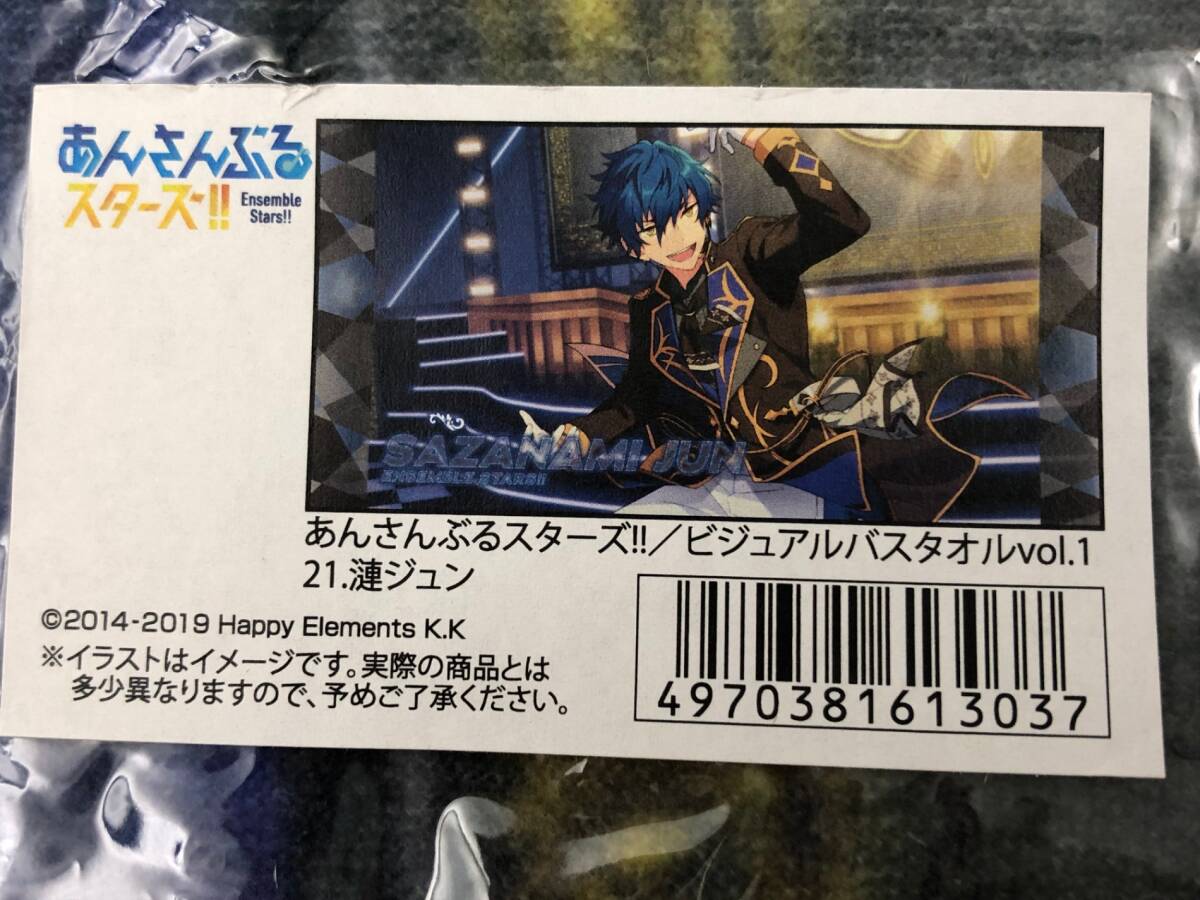 あんさんぶる
スターズ!!
Ensemble
Stars!!
SAZANAMI JUN
ENSEMBLE STARS!!
あんさんぶるスターズ!!／ビジュアルバスタオルvol.1
21.漣ジュン
©2014-2019 Happy Elements K.K
※イラストはイメージです。実際の商品とは
多少異なりますので、予めご了承ください。
4970381613037